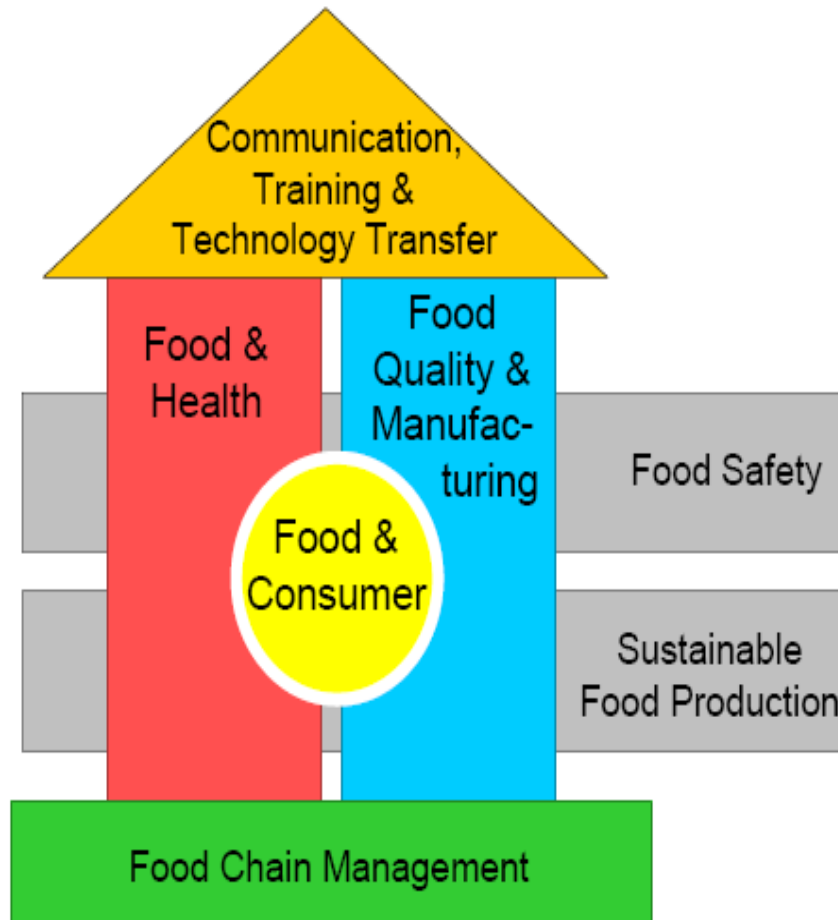 Communication,
Training &
Technology Transfer
Food &
Health
Food
Quality &
Manufac-
turing
Food Safety
Food &
Consumer
Sustainable
Food Production
Food Chain Management